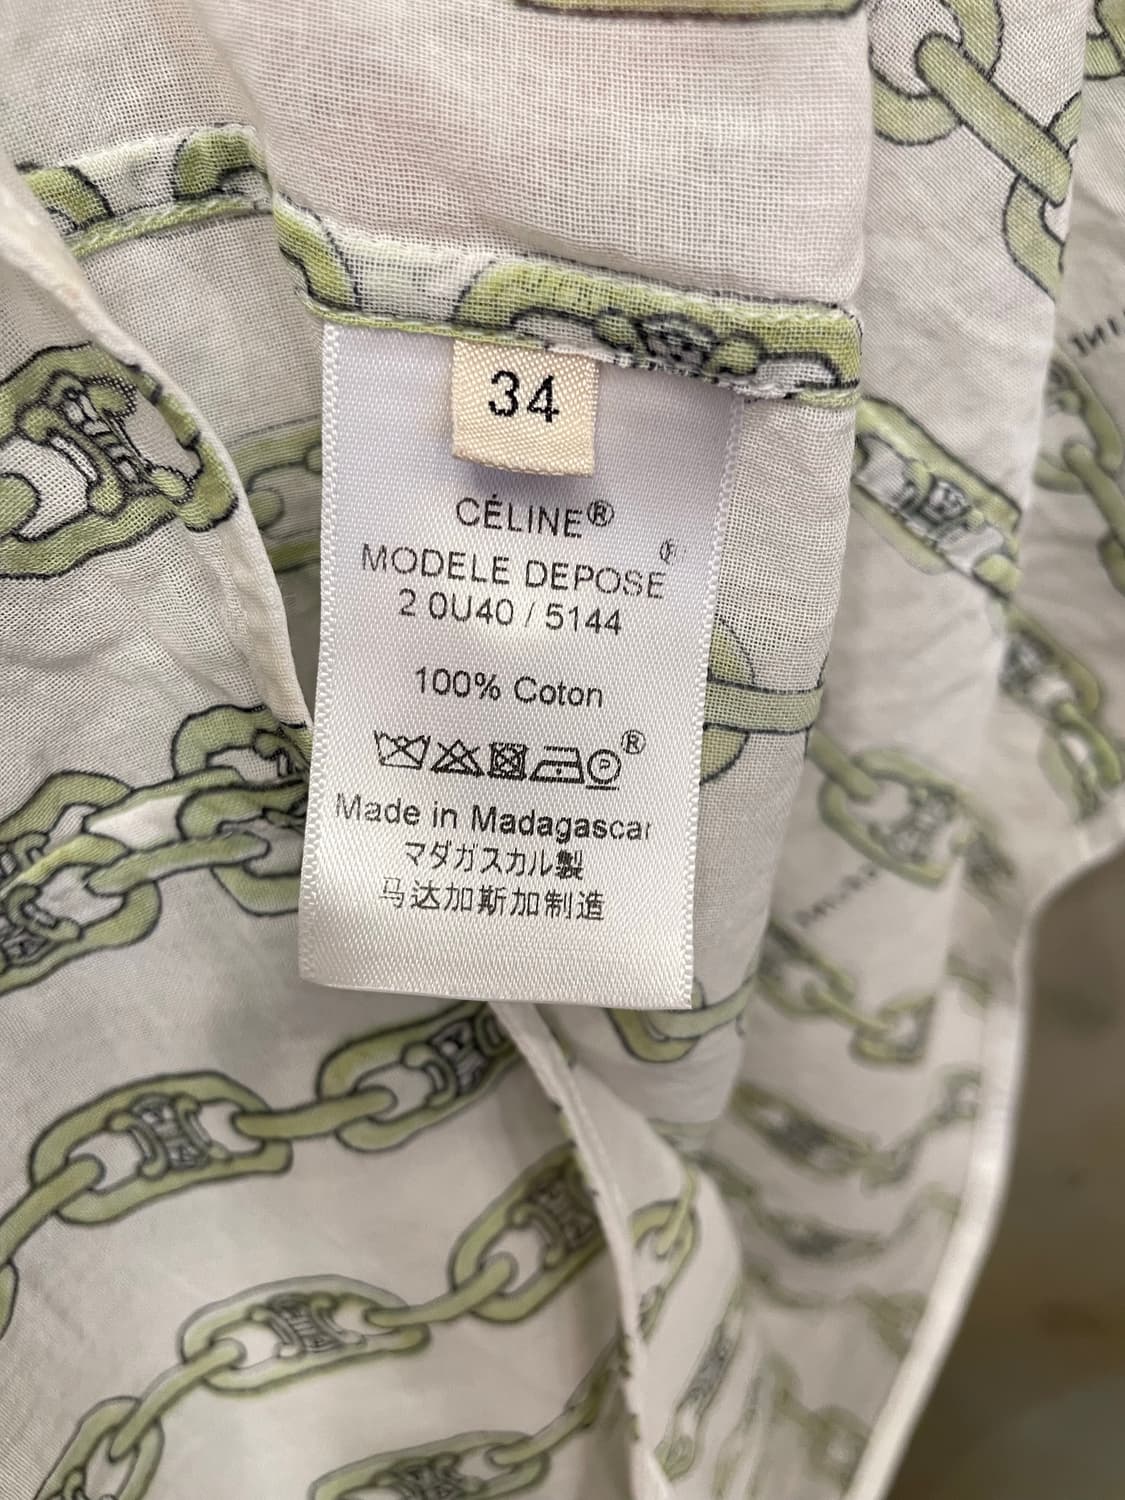 34
CÉLINE®
MODELE DEPOSE®
2 0U40 / 5144
100% Coton
P ®
Made in Madagascar
マダガスカル製
马达加斯加制造